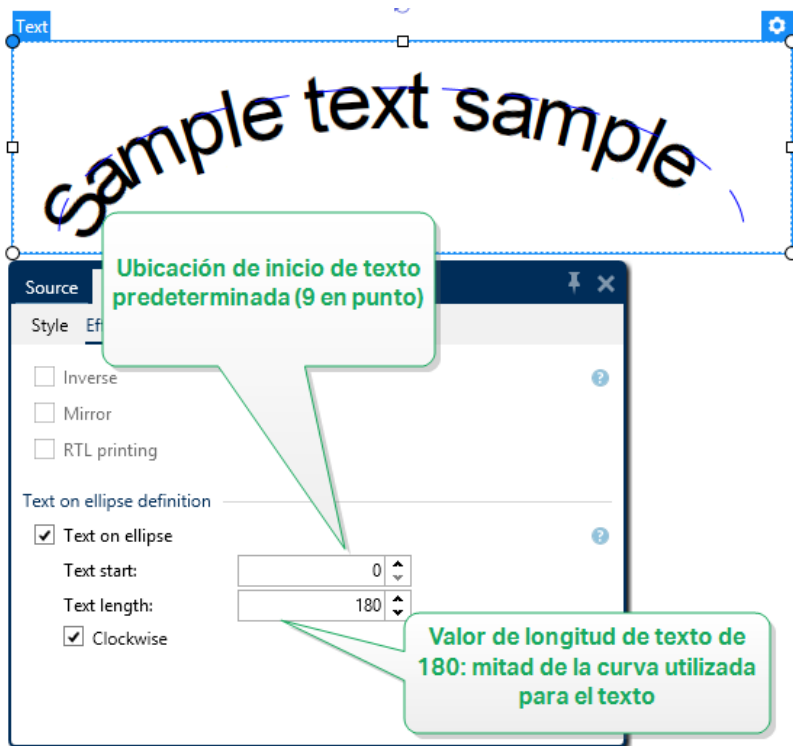 Text
Sample text sample
Ubicación de inicio de texto
predeterminada (9 en punto)
Source
Style
Inverse
Mirror
RTL printing
Text on ellipse definition
Text on ellipse
Text start: 0
Text length: 180
Clockwise
Valor de longitud de texto de
180: mitad de la curva utilizada
para el texto